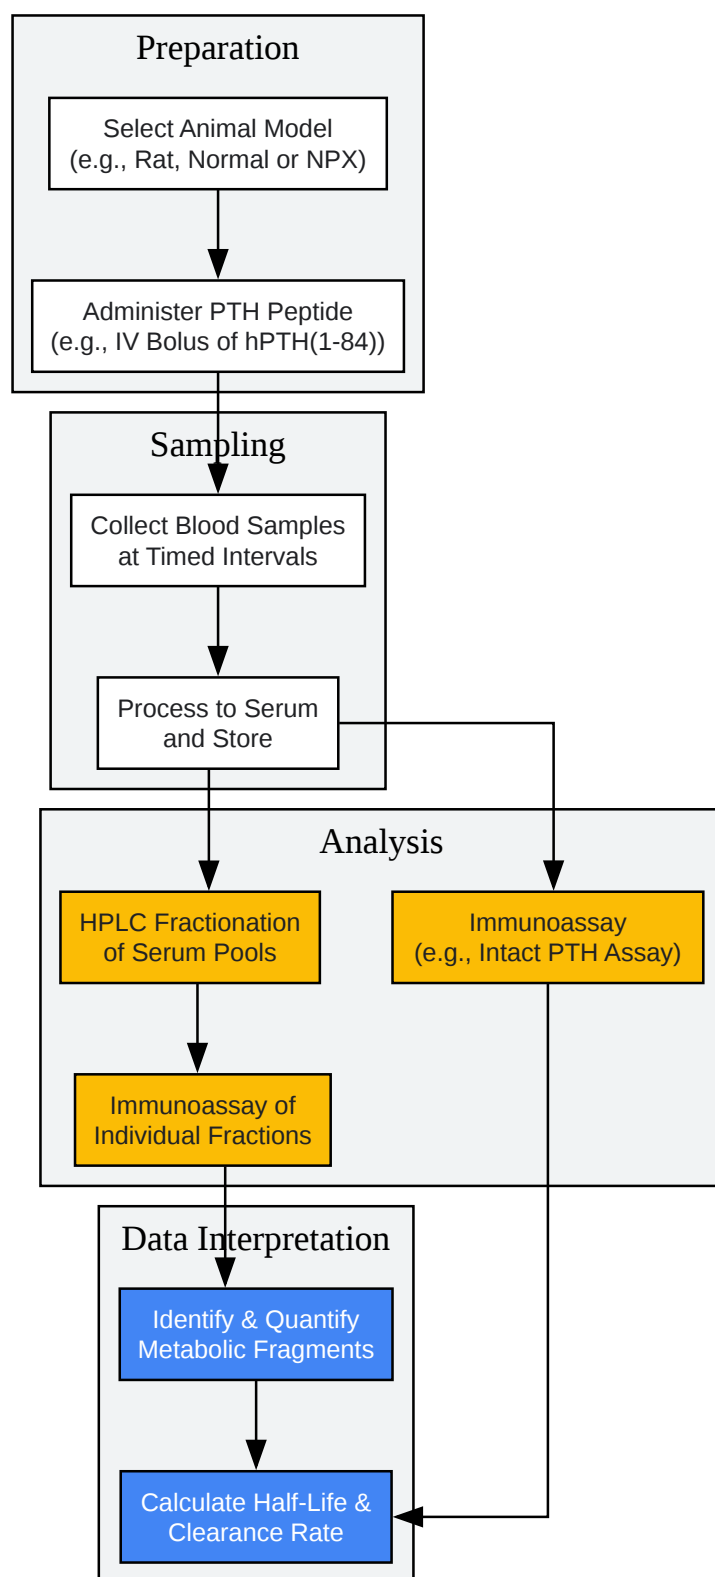 Preparation
Select Animal Model
(e.g., Rat, Normal or NPX)
Administer PTH Peptide
(e.g., IV Bolus of hPTH(1-84))
Sampling
Collect Blood Samples
at Timed Intervals
Process to Serum
and Store
Analysis
HPLC Fractionation
of Serum Pools
Immunoassay
(e.g., Intact PTH Assay)
Immunoassay of
Individual Fractions
Data Interpretation
Identify & Quantify
Metabolic Fragments
Calculate Half-Life &
Clearance Rate